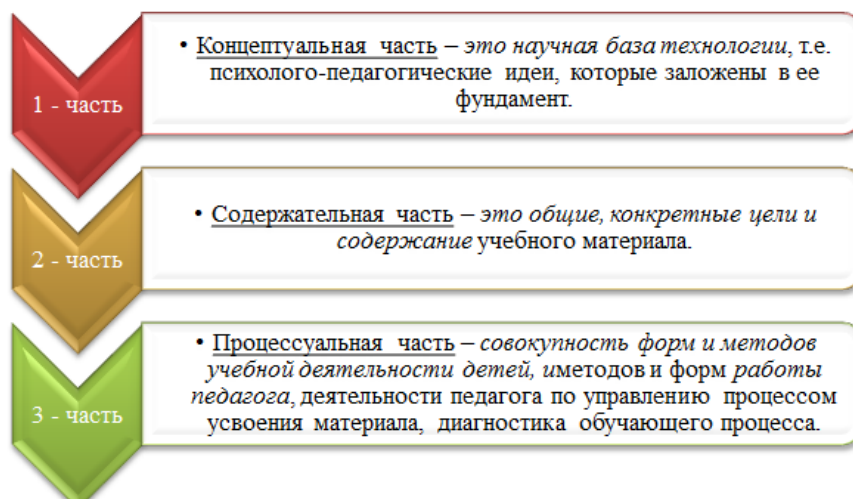 1 - часть
• Концептуальная часть – это научная база технологии, т.е.
психолого-педагогические идеи, которые заложены в ее
фундамент.
2 - часть
• Содержательная часть – это общие, конкретные цели и
содержание учебного материала.
3 - часть
• Процессуальная часть – совокупность форм и методов
учебной деятельности детей, иметодов и форм работы
педагога, деятельности педагога по управлению процессом
усвоения материала, диагностика обучающего процесса.